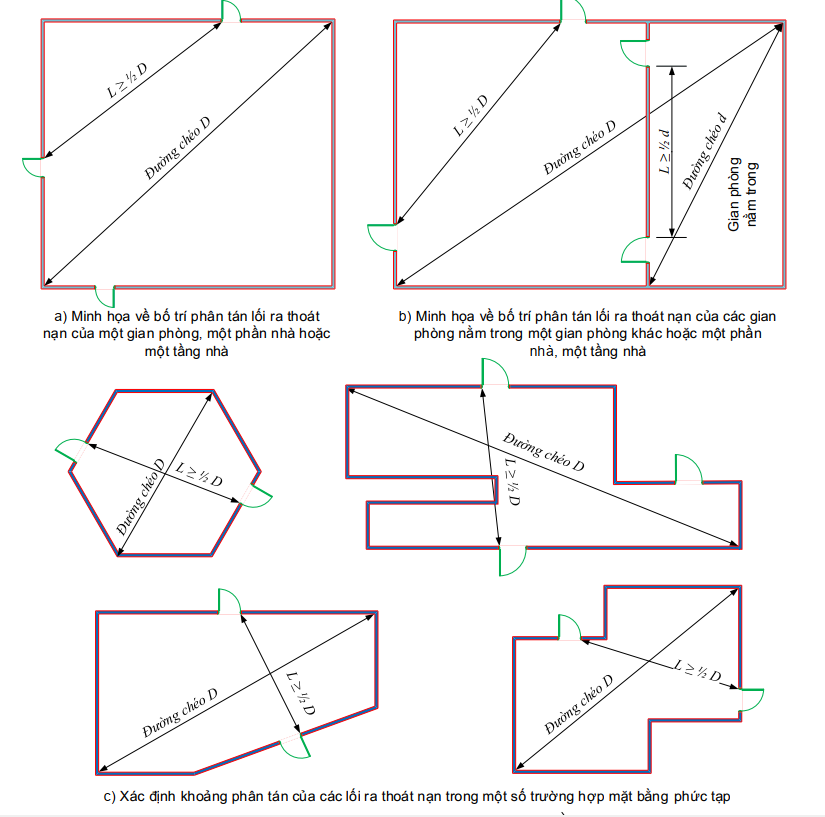 L ≥ ½ D
Đường chéo D
L ≥ ½ D
Đường chéo D
L ≥ ½ d
Đường chéo d
Gian phòng
nằm trong
a) Minh họa về bố trí phân tán lối ra thoát
nạn của một gian phòng, một phần nhà hoặc
một tầng nhà
b) Minh họa về bố trí phân tán lối ra thoát nạn của các gian
phòng nằm trong một gian phòng khác hoặc một phần
nhà, một tầng nhà
Đường chéo D
L ≥ ½ D
Đường chéo D
L ≥ ½ D
Đường chéo D
L ≥ ½ D
Đường chéo D
L ≥ ½ D
c) Xác định khoảng phân tán của các lối ra thoát nạn trong một số trường hợp mặt bằng phức tạp